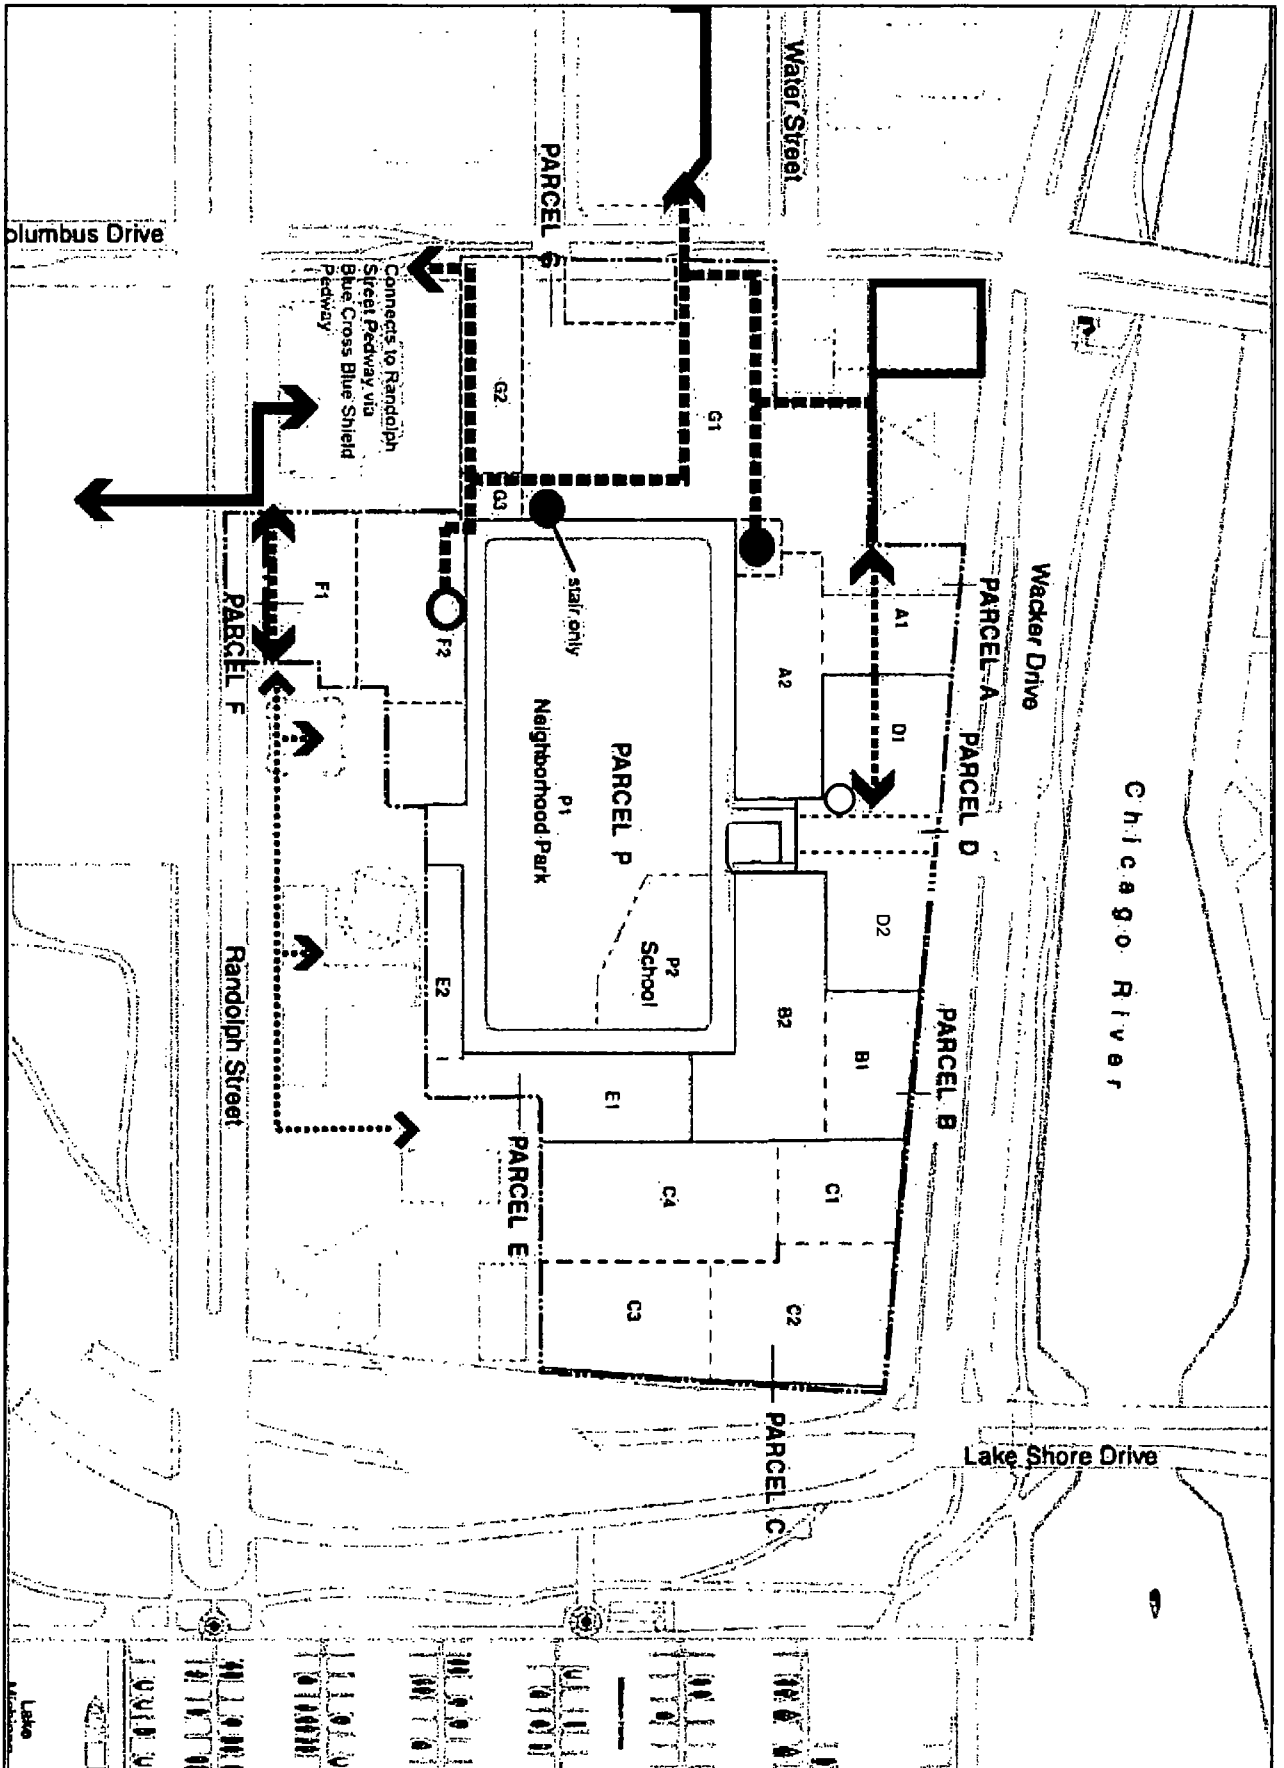 Chicago River
Wacker Drive
Water Street
PARCEL A
PARCEL D
PARCEL B
Lake Shore Drive
A1
D1
D2
B1
C1
C2
A2
B2
G1
PARCEL C
PARCEL P
P2
School
P1
Neighborhood Park
E1
C4
C3
stair only
PARCEL
G
G2
G3
PARCEL E
F2
E2
Connects to Randolph
Street Pedway via
Blue Cross Blue Shield
Pedway
F1
PARCEL F
Randolph Street
olumbus Drive
Lake